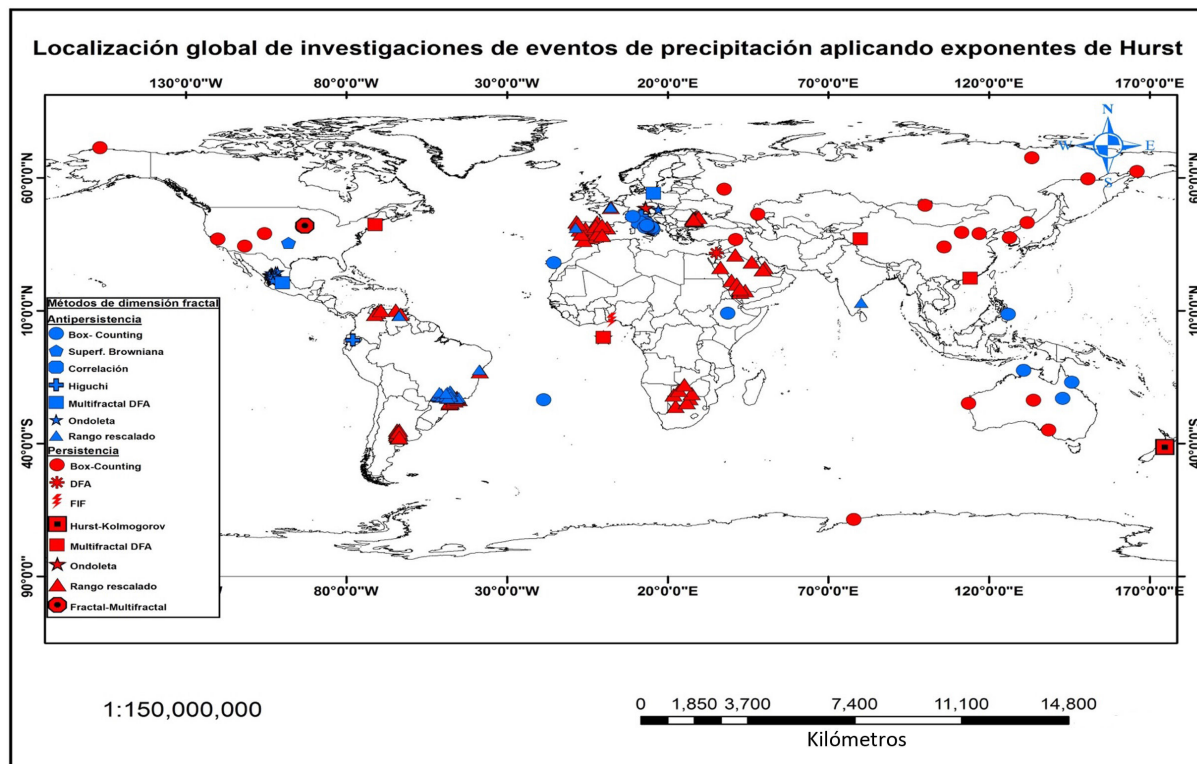 Localización global de investigaciones de eventos de precipitación aplicando exponentes de Hurst
130°0'0"W 80°0'0"W 30°0'0"W 20°0'0"E 70°0'0"E 120°0'0"E 170°0'0"E
N
W E
S
60°0'0"N 60°0'0"N
10°0'0"N 10°0'0"N
40°0'0"S 40°0'0"S
90°0'0" 90°0'0"
Métodos de dimensión fractal
Antipersistencia
Box- Counting
Superf. Browniana
Correlación
Higuchi
Multifractal DFA
Ondoleta
Rango rescalado
Persistencia
Box-Counting
DFA
FIF
Hurst-Kolmogorov
Multifractal DFA
Ondoleta
Rango rescalado
Fractal-Multifractal
80°0'0"W 30°0'0"W 20°0'0"E 70°0'0"E 120°0'0"E 170°0'0"E
1:150,000,000
0 1,850 3,700 7,400 11,100 14,800
Kilómetros